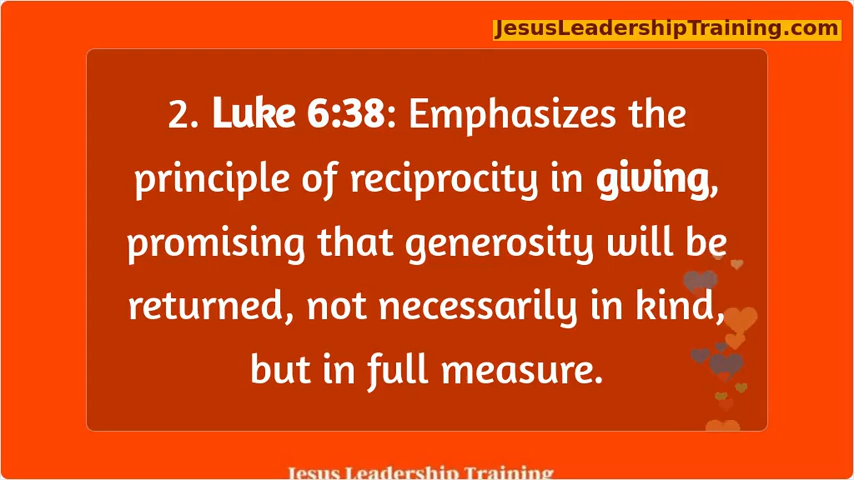 JesusLeadershipTraining.com
2. Luke 6:38: Emphasizes the
principle of reciprocity in giving,
promising that generosity will be
returned, not necessarily in kind,
but in full measure.
Jesus Leadership Training